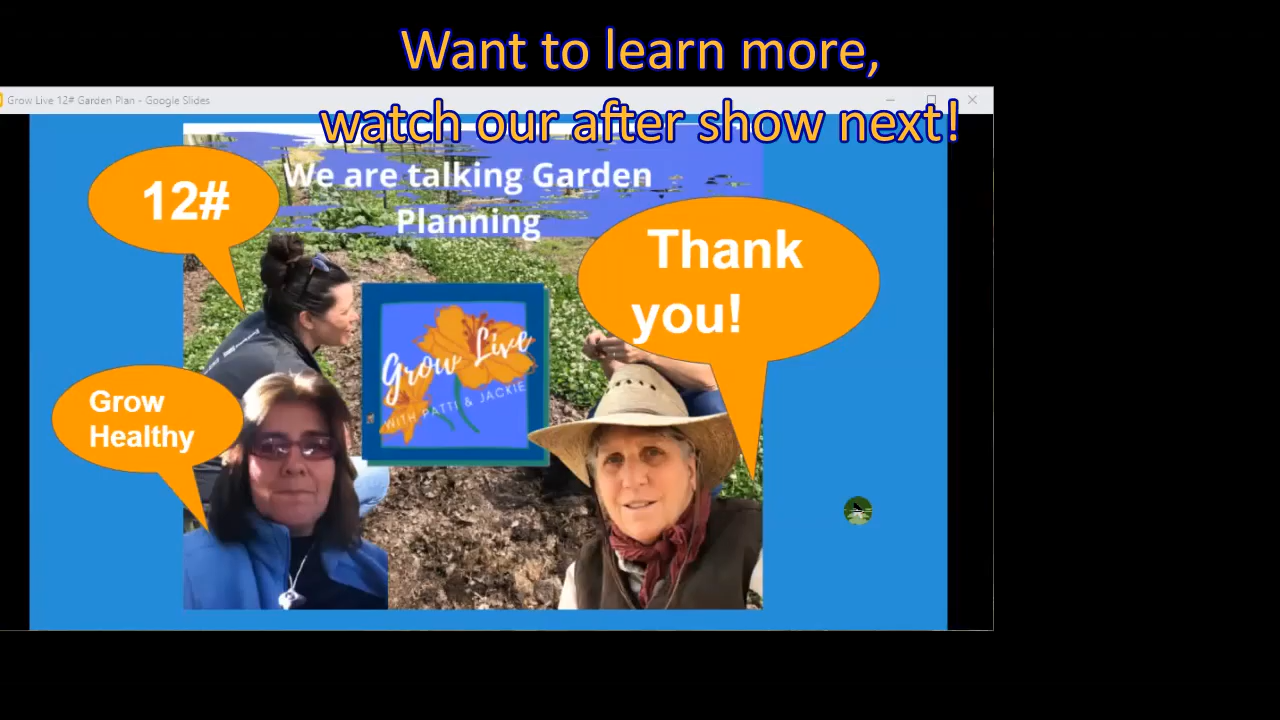 Want to learn more,
Grow Live 12# Garden Plan - Google Slides
watch our after show next!
We are talking Garden
Planning
12#
Thank
you!
Grow Live
WITH PATTI & JACKIE
Grow
Healthy